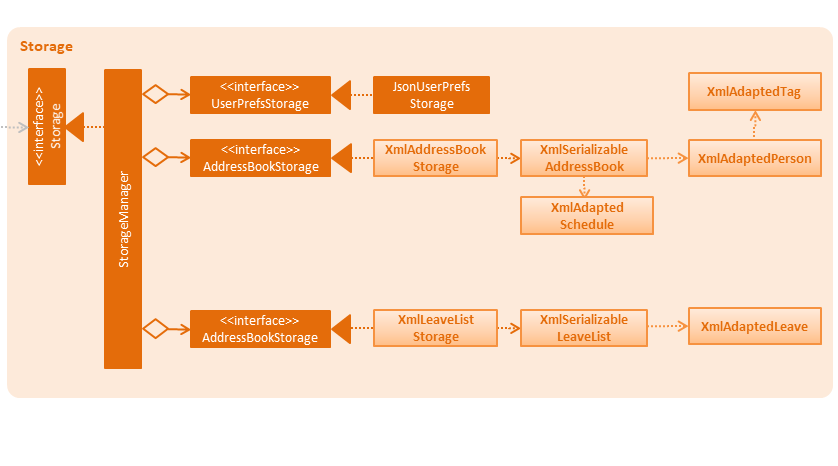 Storage
<<interface>>
Storage
StorageManager
<<interface>>
UserPrefsStorage
JsonUserPrefs
Storage
<<interface>>
AddressBookStorage
XmlAddressBook
Storage
XmlSerializable
AddressBook
XmlAdaptedTag
XmlAdaptedPerson
XmlAdapted
Schedule
<<interface>>
AddressBookStorage
XmlLeaveList
Storage
XmlSerializable
LeaveList
XmlAdaptedLeave